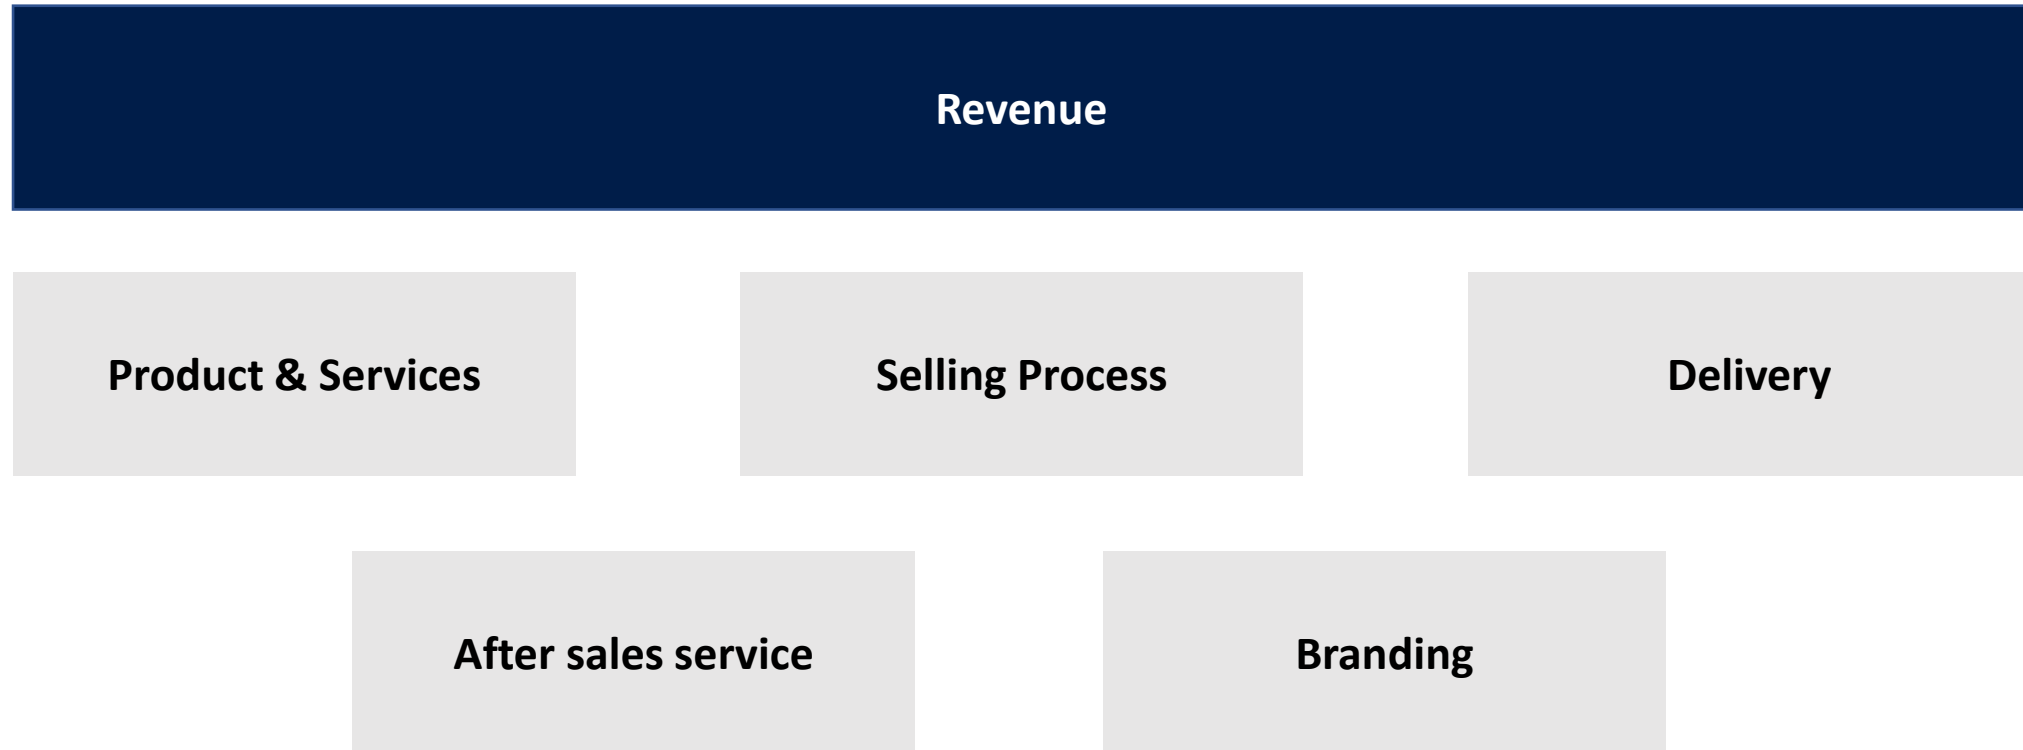 Revenue
Product & Services
Selling Process
Delivery
After sales service
Branding